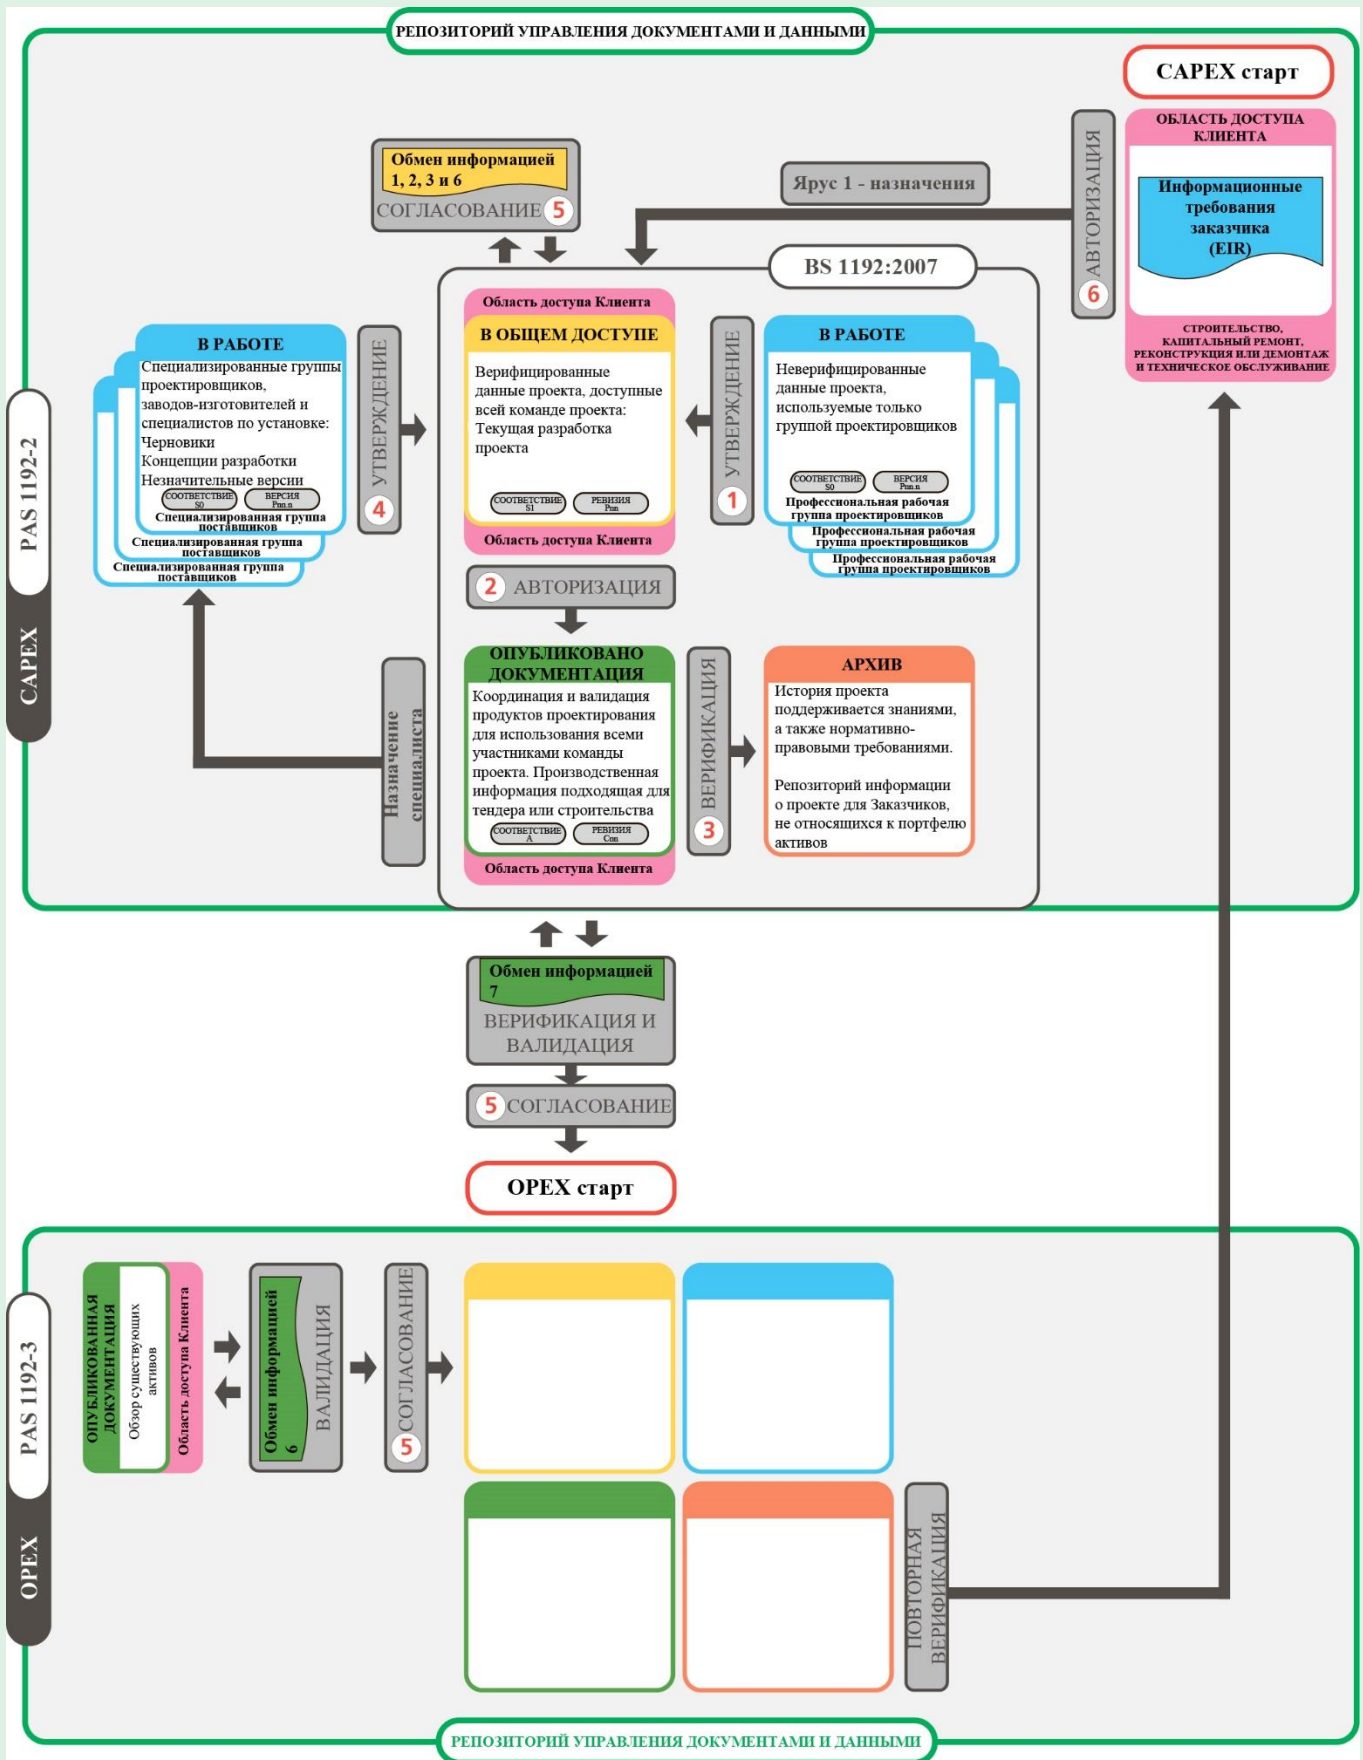 РЕПОЗИТОРИЙ УПРАВЛЕНИЯ ДОКУМЕНТАМИ И ДАННЫМИ
CAPEX старт
ОБЛАСТЬ ДОСТУПА
КЛИЕНТА
Информационные
требования
заказчика
(EIR)
СТРОИТЕЛЬСТВО,
КАПИТАЛЬНЫЙ РЕМОНТ,
РЕКОНСТРУКЦИЯ ИЛИ ДЕМОНТАЖ
И ТЕХНИЧЕСКОЕ ОБСЛУЖИВАНИЕ
6 АВТОРИЗАЦИЯ
Ярус 1 - назначения
Обмен информацией
1, 2, 3 и 6
СОГЛАСОВАНИЕ 5
BS 1192:2007
PAS 1192-2
CAPEX
В РАБОТЕ
Специализированные группы
проектировщиков,
заводов-изготовителей и
специалистов по установке:
Черновики
Концепции разработки
Незначительные версии
СООТВЕТСТВИЕ
S0
ВЕРСИЯ
Pnn.n
Специализированная группа
поставщиков
Специализированная группа
поставщиков
Специализированная группа
поставщиков
4 УТВЕРЖДЕНИЕ
Область доступа Клиента
В ОБЩЕМ ДОСТУПЕ
Верифицированные
данные проекта, доступные
всей команде проекта:
Текущая разработка
проекта
СООТВЕТСТВИЕ
S1
РЕВИЗИЯ
Pnn
Область доступа Клиента
1 УТВЕРЖДЕНИЕ
В РАБОТЕ
Неверифицированные
данные проекта,
используемые только
группой проектировщиков
СООТВЕТСТВИЕ
S0
ВЕРСИЯ
Pnn.n
Профессиональная рабочая
группа проектировщиков
Профессиональная рабочая
группа проектировщиков
Профессиональная рабочая
группа проектировщиков
2 АВТОРИЗАЦИЯ
Назначение
специалиста
ОПУБЛИКОВАНО
ДОКУМЕНТАЦИЯ
Координация и валидация
продуктов проектирования
для использования всеми
участниками команды
проекта. Производственная
информация подходящая для
тендера или строительства
СООТВЕТСТВИЕ
A
РЕВИЗИЯ
Cnn
Область доступа Клиента
3 ВЕРИФИКАЦИЯ
АРХИВ
История проекта
поддерживается знаниями,
а также нормативно-
правовыми требованиями.
Репозиторий информации
о проекте для Заказчиков,
не относящихся к портфелю
активов
Обмен информацией
7
ВЕРИФИКАЦИЯ И
ВАЛИДАЦИЯ
5 СОГЛАСОВАНИЕ
OPEX старт
PAS 1192-3
OPEX
ОПУБЛИКОВАННАЯ
ДОКУМЕНТАЦИЯ
Обзор существующих
активов
Область доступа Клиента
Обмен информацией
6
ВАЛИДАЦИЯ
5 СОГЛАСОВАНИЕ
ПОВТОРНАЯ
ВЕРИФИКАЦИЯ
РЕПОЗИТОРИЙ УПРАВЛЕНИЯ ДОКУМЕНТАМИ И ДАННЫМИ